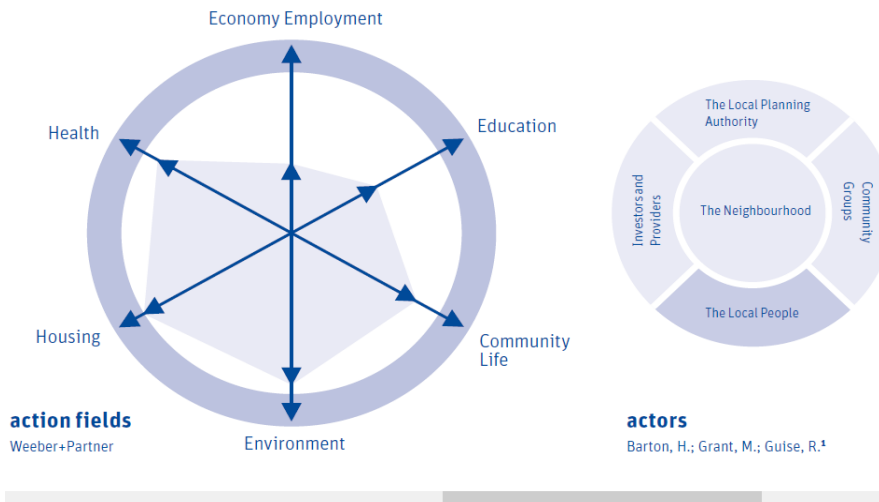 Economy Employment
Health
Education
Housing
Community
Life
Environment
action fields
Weeber+Partner
The Local Planning
Authority
Investors and
Providers
The Neighbourhood
Community
Groups
The Local People
actors
Barton, H.; Grant, M.; Guise, R.¹